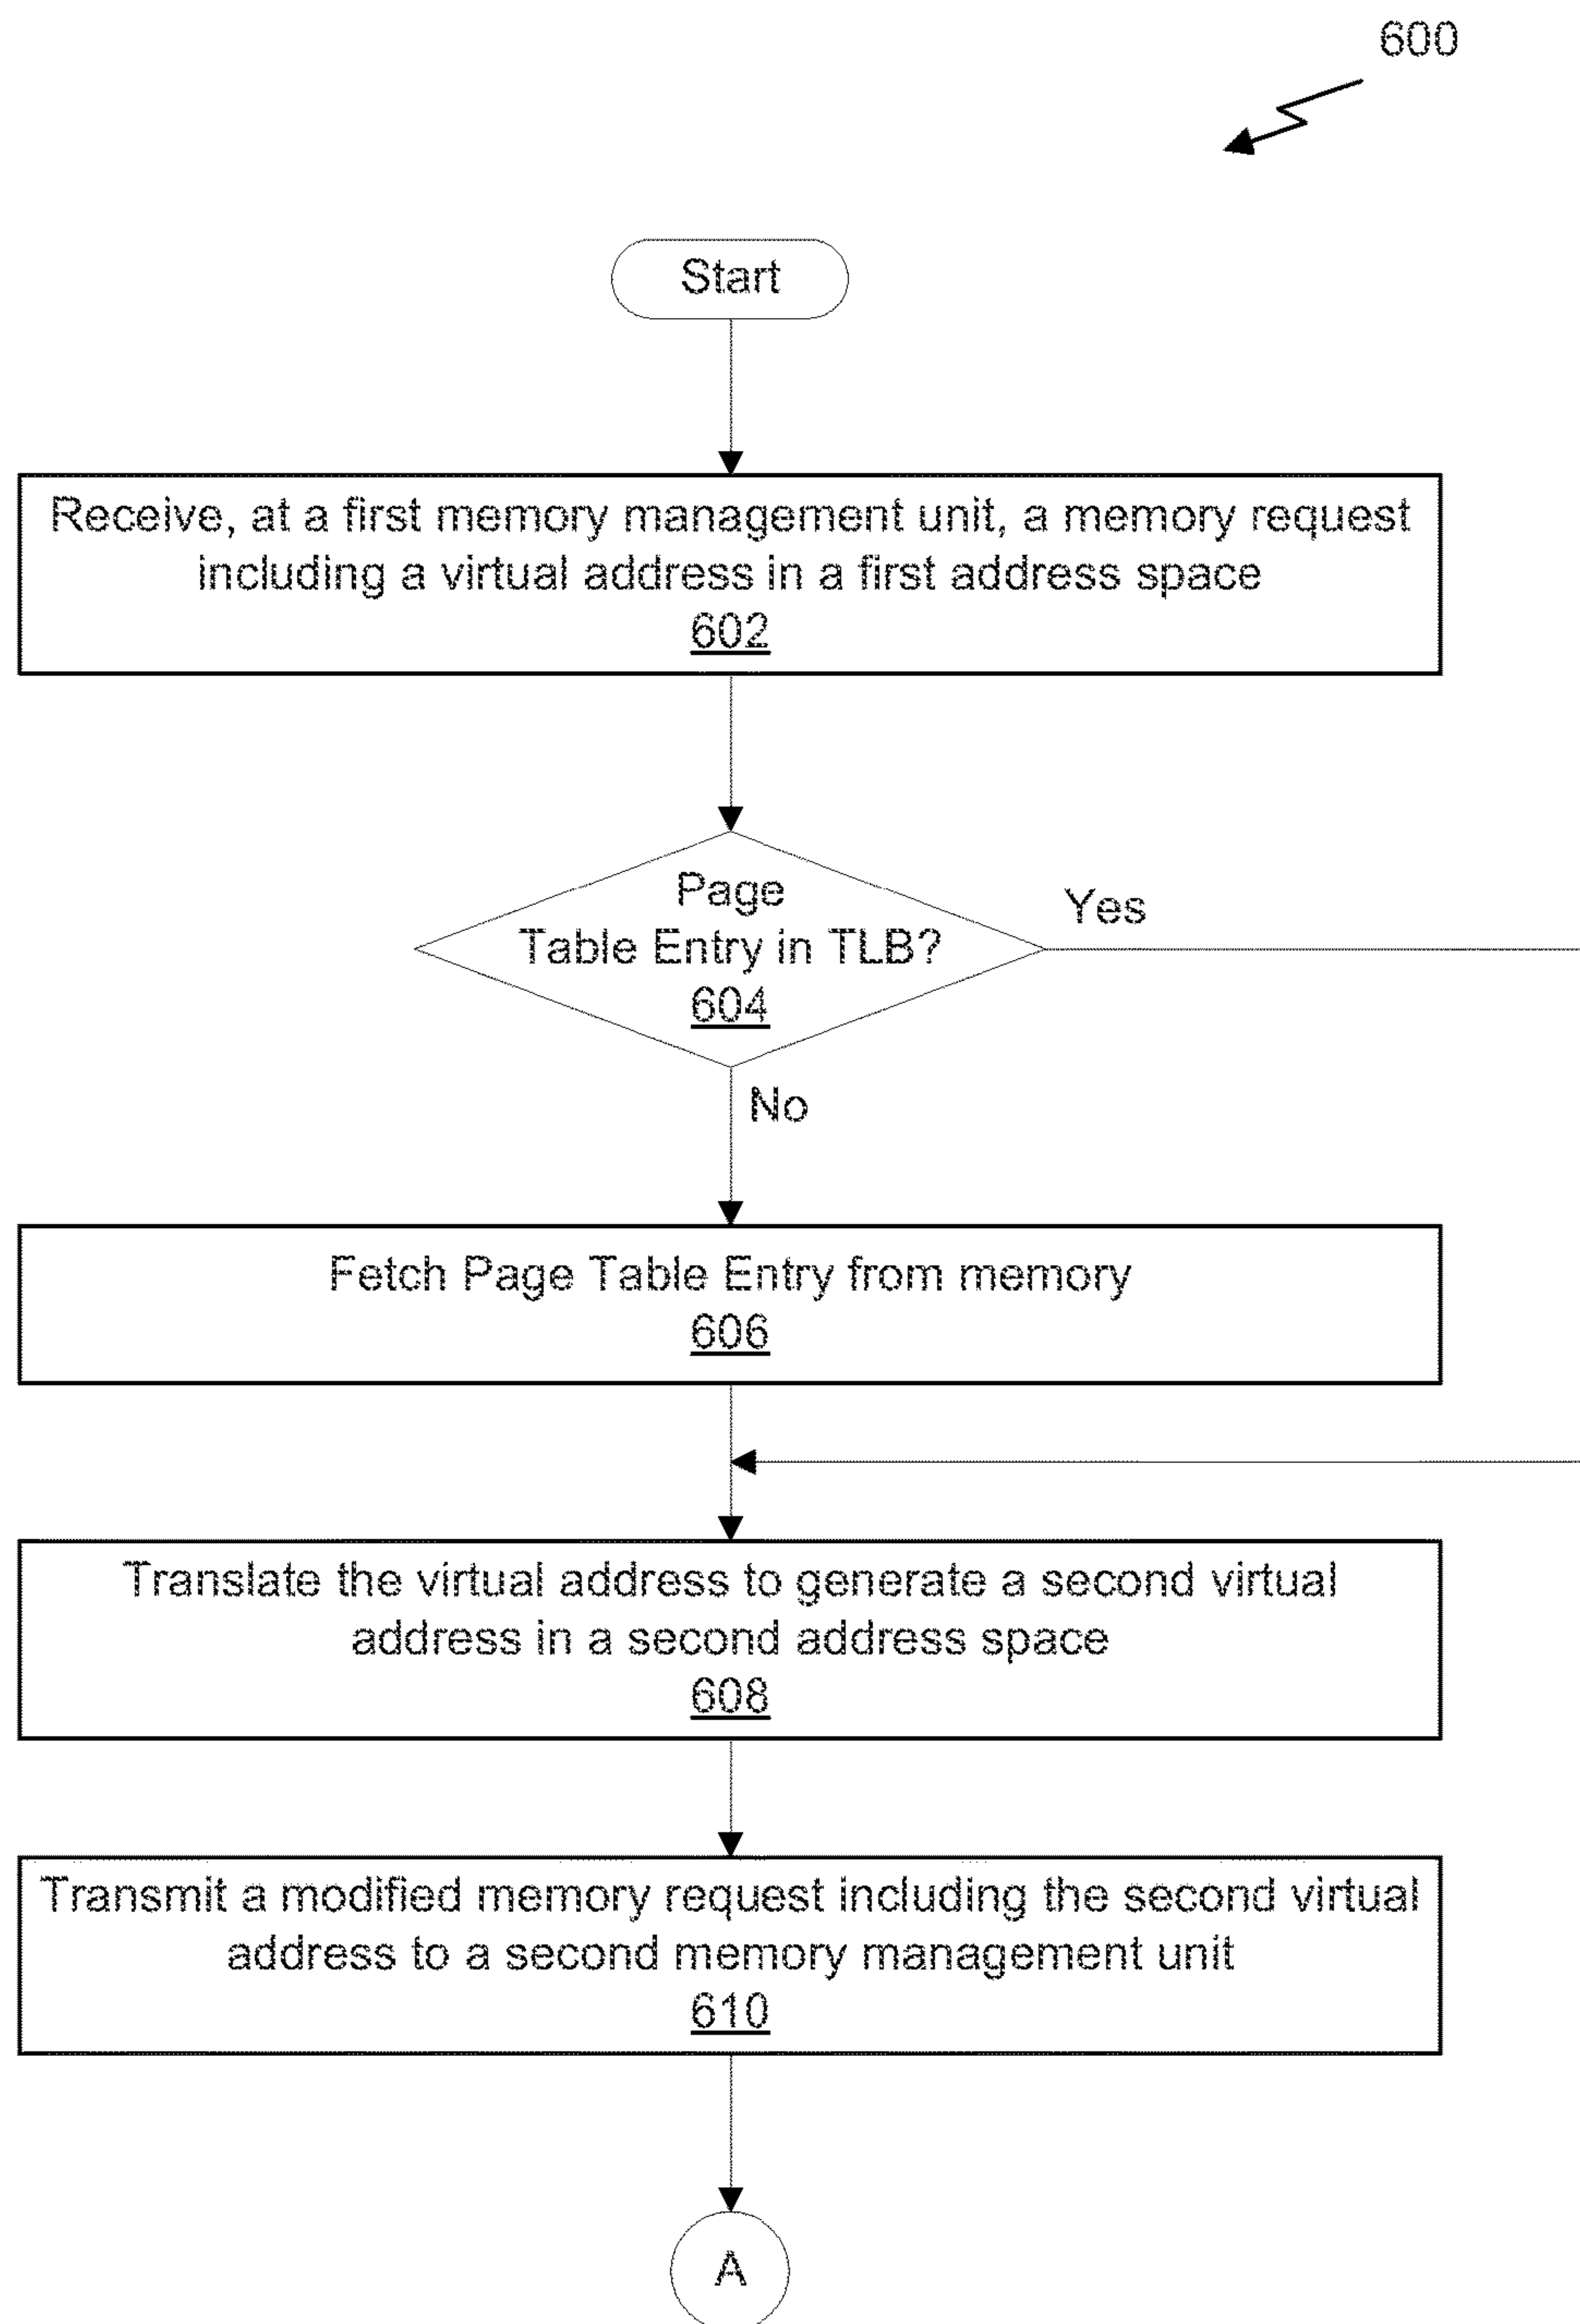 600
Start
Receive, at a first memory management unit, a memory request
including a virtual address in a first address space
602
Page
Table Entry in TLB?
604
Yes
No
Fetch Page Table Entry from memory
606
Translate the virtual address to generate a second virtual
address in a second address space
608
Transmit a modified memory request including the second virtual
address to a second memory management unit
610
A